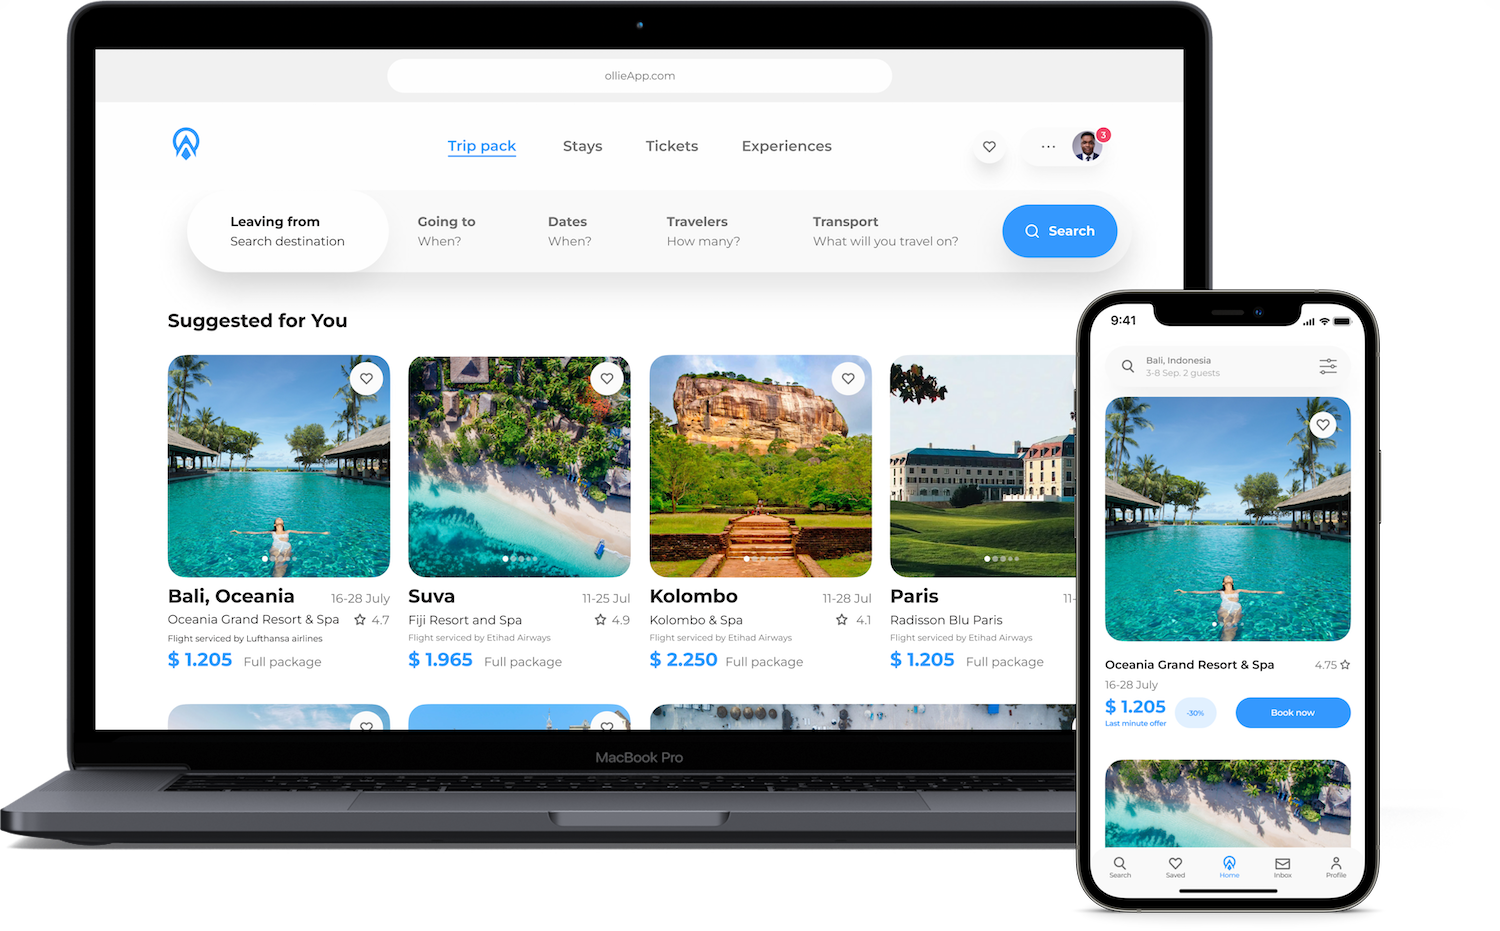 ollieApp.com
Trip pack Stays Tickets Experiences
3
Leaving from Going to Dates Travelers Transport
Search destination When? When? How many? What will you travel on?
Search
Suggested for You
Bali, Oceania 16-28 July
Oceania Grand Resort & Spa 4.7
Flight serviced by Lufthansa airlines
$ 1.205 Full package
Suva 11-25 Jul
Fiji Resort and Spa 4.9
Flight serviced by Etihad Airways
$ 1.965 Full package
Kolombo 11-28 Jul
Kolombo & Spa 4.1
Flight serviced by Etihad Airways
$ 2.250 Full package
Paris 11-
Radisson Blu Paris
Flight serviced by Etihad Airways
$ 1.205 Full package
MacBook Pro
9:41
Bali, Indonesia
3-8 Sep. 2 guests
Oceania Grand Resort & Spa 4.75
16-28 July
$ 1.205
Last minute offer
-30%
Book now
Search Saved Home Inbox Profile